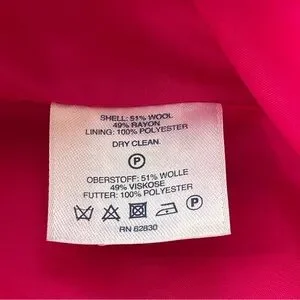 SHELL: 51% WOOL
49% RAYON
LINING: 100% POLYESTER
DRY CLEAN
P
OBERSTOFF: 51% WOLLE
49% VISKOSE
FUTTER: 100% POLYESTER
P
RN 62830